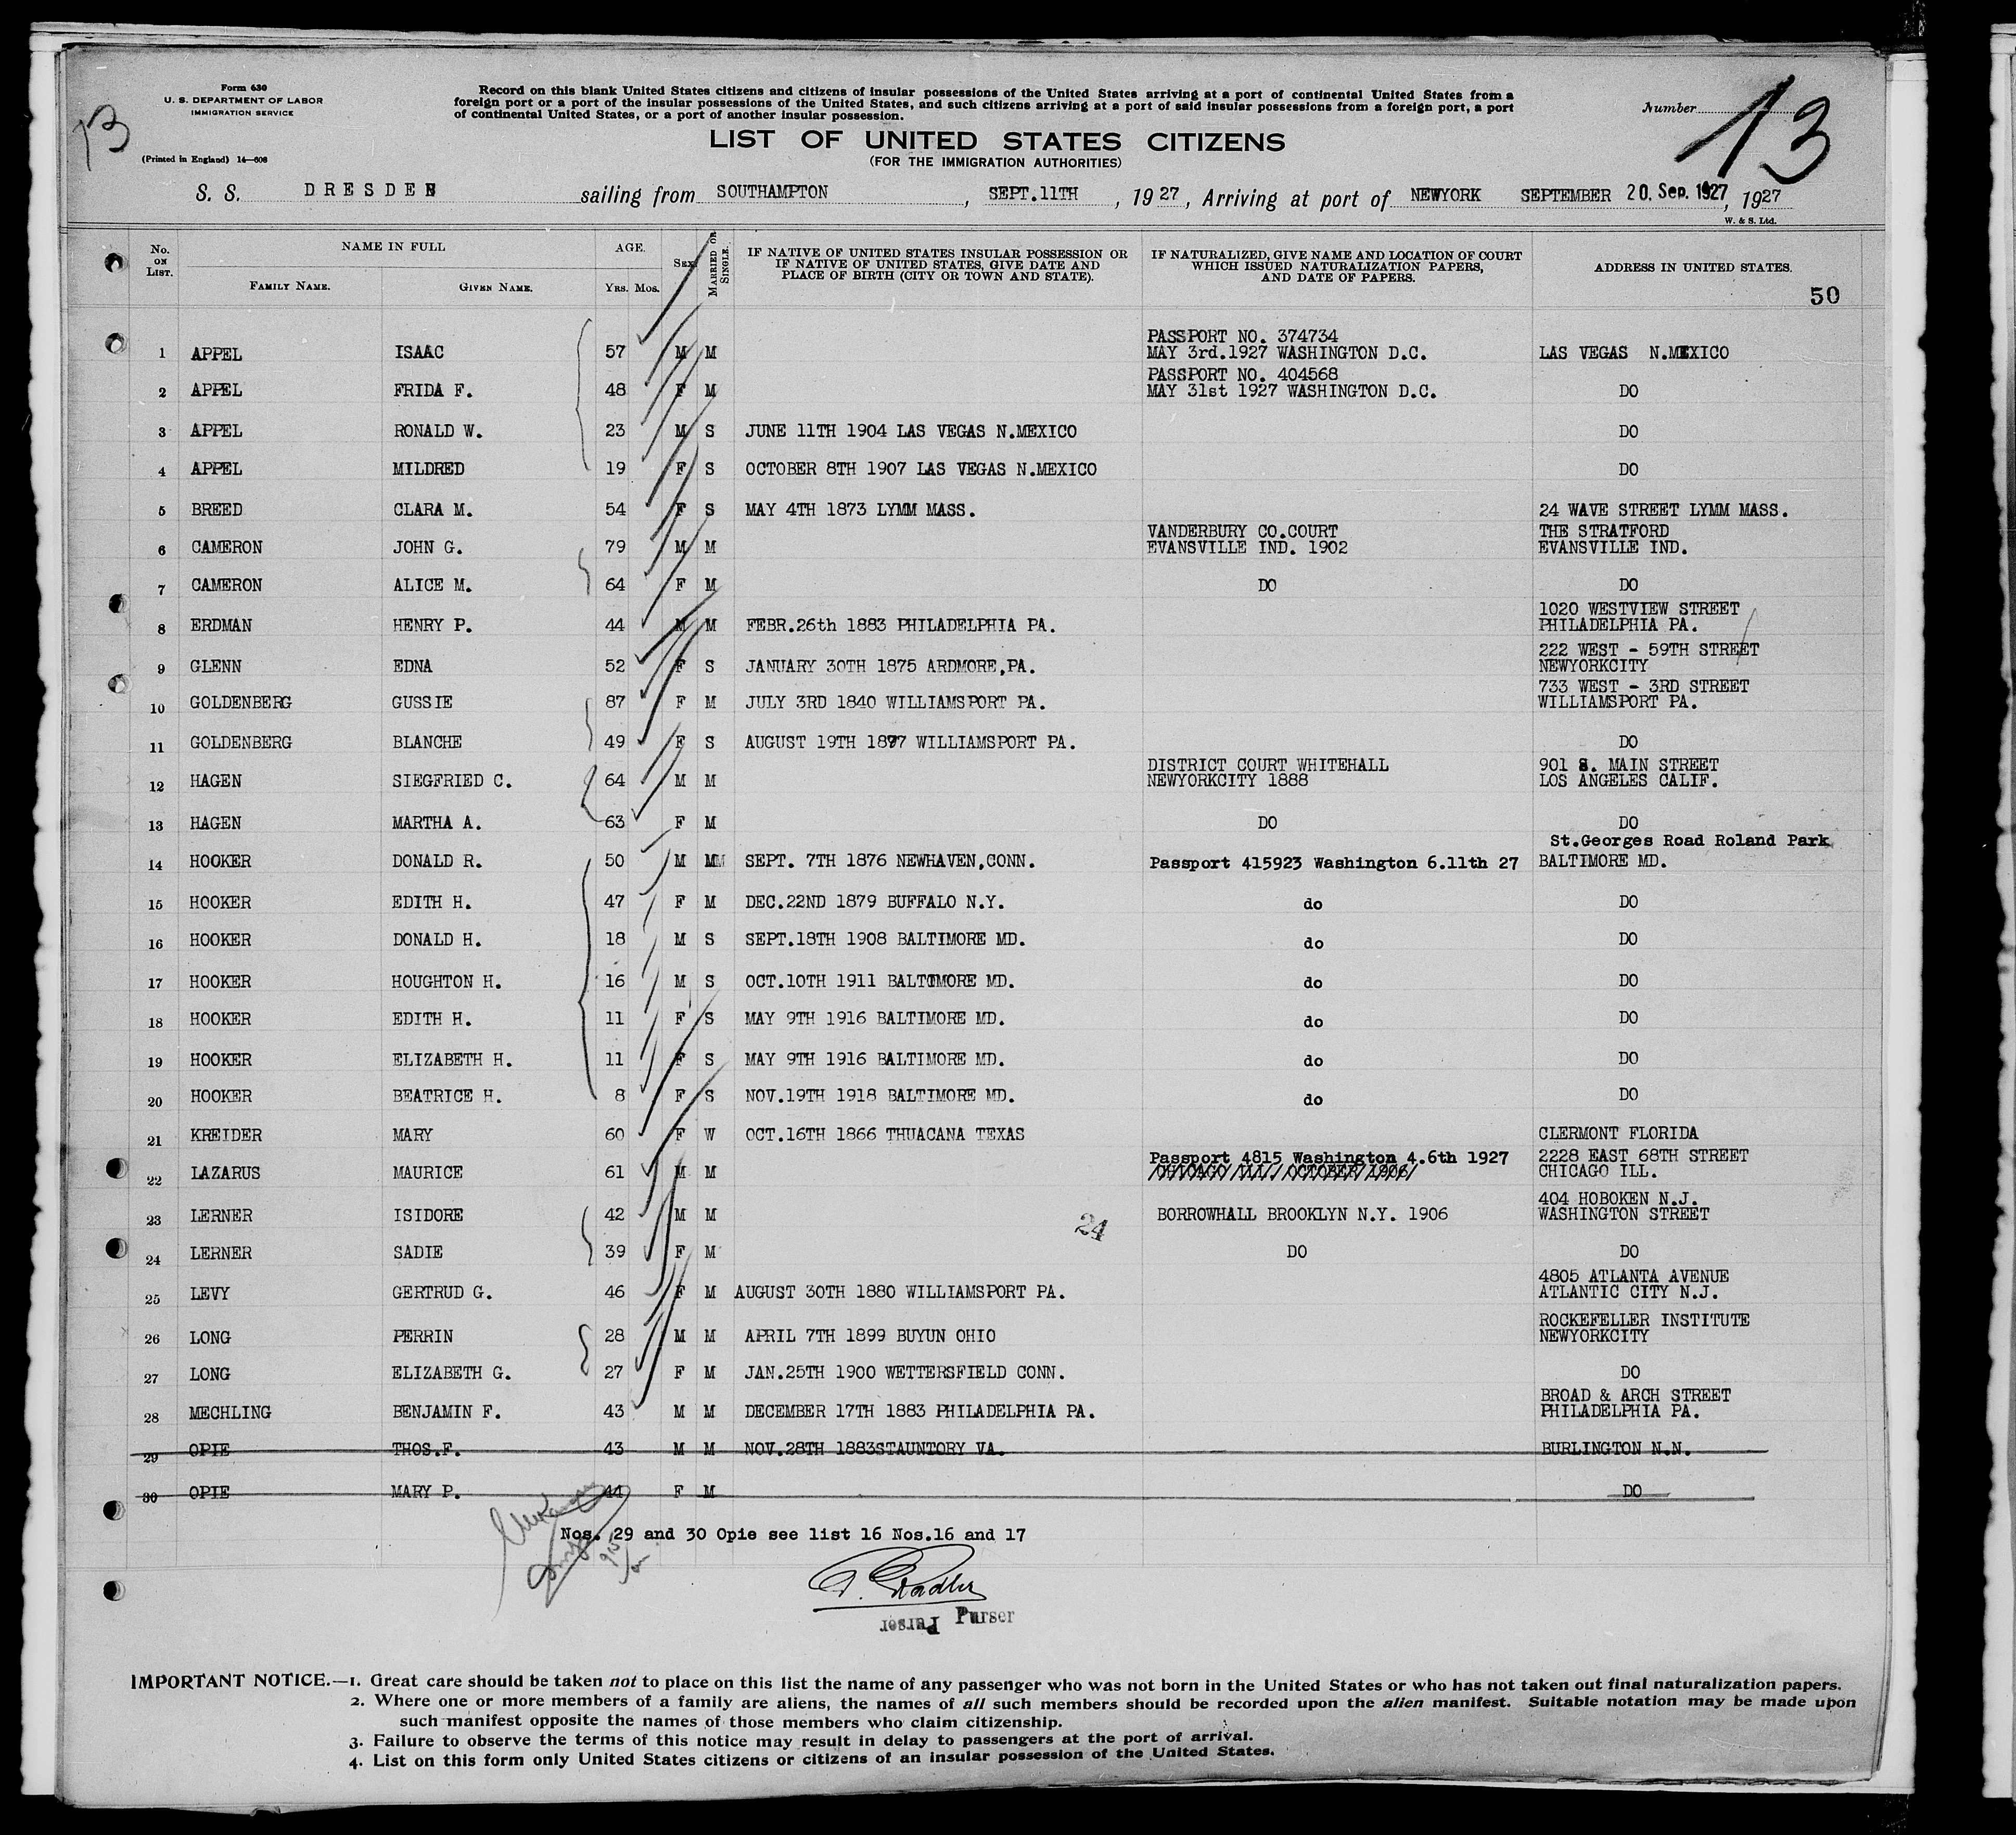 Form 630
U. S. DEPARTMENT OF LABOR
IMMIGRATION SERVICE
(Printed in England) 14—608
13
Record on this blank United States citizens and citizens of insular possessions of the United States arriving at a port of continental United States from a
foreign port or a port of the insular possessions of the United States, and such citizens arriving at a port of said insular possessions from a foreign port, a port
of continental United States, or a port of another insular possession.
Number 13
LIST OF UNITED STATES CITIZENS
(FOR THE IMMIGRATION AUTHORITIES)
S. S. DRESDEN sailing from SOUTHAMPTON, SEPT.11TH, 1927, Arriving at port of NEWYORK SEPTEMBER 20. Sep. 1927, 1927
W. & S. Ltd.
No. ON LIST. NAME IN FULL FAMILY NAME. GIVEN NAME. AGE. YRS. MOS. SEX MARRIED OR SINGLE. IF NATIVE OF UNITED STATES INSULAR POSSESSION OR IF NATIVE OF UNITED STATES, GIVE DATE AND PLACE OF BIRTH (CITY OR TOWN AND STATE). IF NATURALIZED, GIVE NAME AND LOCATION OF COURT WHICH ISSUED NATURALIZATION PAPERS, AND DATE OF PAPERS. ADDRESS IN UNITED STATES.
50
1 APPEL ISAAC 57 M M PASSPORT NO. 374734 MAY 3rd.1927 WASHINGTON D.C. LAS VEGAS N.MEXICO
2 APPEL FRIDA F. 48 F M PASSPORT NO. 404568 MAY 31st 1927 WASHINGTON D.C. DO
3 APPEL RONALD W. 23 M S JUNE 11TH 1904 LAS VEGAS N.MEXICO DO
4 APPEL MILDRED 19 F S OCTOBER 8TH 1907 LAS VEGAS N.MEXICO DO
5 BREED CLARA M. 54 F S MAY 4TH 1873 LYMM MASS. 24 WAVE STREET LYMM MASS.
6 CAMERON JOHN G. 79 M M VANDERBURY CO.COURT EVANSVILLE IND. 1902 THE STRATFORD EVANSVILLE IND.
7 CAMERON ALICE M. 64 F M DO DO
8 ERDMAN HENRY P. 44 M M FEBR.26th 1883 PHILADELPHIA PA. 1020 WESTVIEW STREET PHILADELPHIA PA.
9 GLENN EDNA 52 F S JANUARY 30TH 1875 ARDMORE,PA. 222 WEST - 59TH STREET NEWYORKCITY
10 GOLDENBERG GUSSIE 87 F M JULY 3RD 1840 WILLIAMSPORT PA. 733 WEST - 3RD STREET WILLIAMSPORT PA.
11 GOLDENBERG BLANCHE 49 F S AUGUST 19TH 1877 WILLIAMSPORT PA. DO
12 HAGEN SIEGFRIED C. 64 M M DISTRICT COURT WHITEHALL NEWYORKCITY 1888 901 S. MAIN STREET LOS ANGELES CALIF.
13 HAGEN MARTHA A. 63 F M DO DO
14 HOOKER DONALD R. 50 M M SEPT. 7TH 1876 NEWHAVEN,CONN. Passport 415923 Washington 6.11th 27 St.Georges Road Roland Park BALTIMORE MD.
15 HOOKER EDITH H. 47 F M DEC.22ND 1879 BUFFALO N.Y. do DO
16 HOOKER DONALD H. 18 M S SEPT.18TH 1908 BALTIMORE MD. do DO
17 HOOKER HOUGHTON H. 16 M S OCT.10TH 1911 BALTIMORE MD. do DO
18 HOOKER EDITH H. 11 F S MAY 9TH 1916 BALTIMORE MD. do DO
19 HOOKER ELIZABETH H. 11 F S MAY 9TH 1916 BALTIMORE MD. do DO
20 HOOKER BEATRICE H. 8 F S NOV.19TH 1918 BALTIMORE MD. do DO
21 KREIDER MARY 60 F W OCT.16TH 1866 THUACANA TEXAS CLERMONT FLORIDA
22 LAZARUS MAURICE 61 M M Passport 4815 Washington 4.6th 1927 CHICAGO ILL. OCTOBER 1906 2228 EAST 68TH STREET CHICAGO ILL.
23 LERNER ISIDORE 42 M M 24 BORROWHALL BROOKLYN N.Y. 1906 404 HOBOKEN N.J. WASHINGTON STREET
24 LERNER SADIE 39 F M DO DO
25 LEVY GERTRUD G. 46 F M AUGUST 30TH 1880 WILLIAMSPORT PA. 4805 ATLANTA AVENUE ATLANTIC CITY N.J.
26 LONG PERRIN 28 M M APRIL 7TH 1899 BUYUN OHIO ROCKEFELLER INSTITUTE NEWYORKCITY
27 LONG ELIZABETH G. 27 F M JAN.25TH 1900 WETTERSFIELD CONN. DO
28 MECHLING BENJAMIN F. 43 M M DECEMBER 17TH 1883 PHILADELPHIA PA. BROAD & ARCH STREET PHILADELPHIA PA.
29 OPIE THOS.F. 43 M M NOV.28TH 1883STAUNTORY VA. BURLINGTON N.N.
30 OPIE MARY P. 44 F M DO
Nos. 29 and 30 Opie see list 16 Nos.16 and 17
Purser Purser
IMPORTANT NOTICE.—1. Great care should be taken not to place on this list the name of any passenger who was not born in the United States or who has not taken out final naturalization papers.
2. Where one or more members of a family are aliens, the names of all such members should be recorded upon the alien manifest. Suitable notation may be made upon
such manifest opposite the names of those members who claim citizenship.
3. Failure to observe the terms of this notice may result in delay to passengers at the port of arrival.
4. List on this form only United States citizens or citizens of an insular possession of the United States.